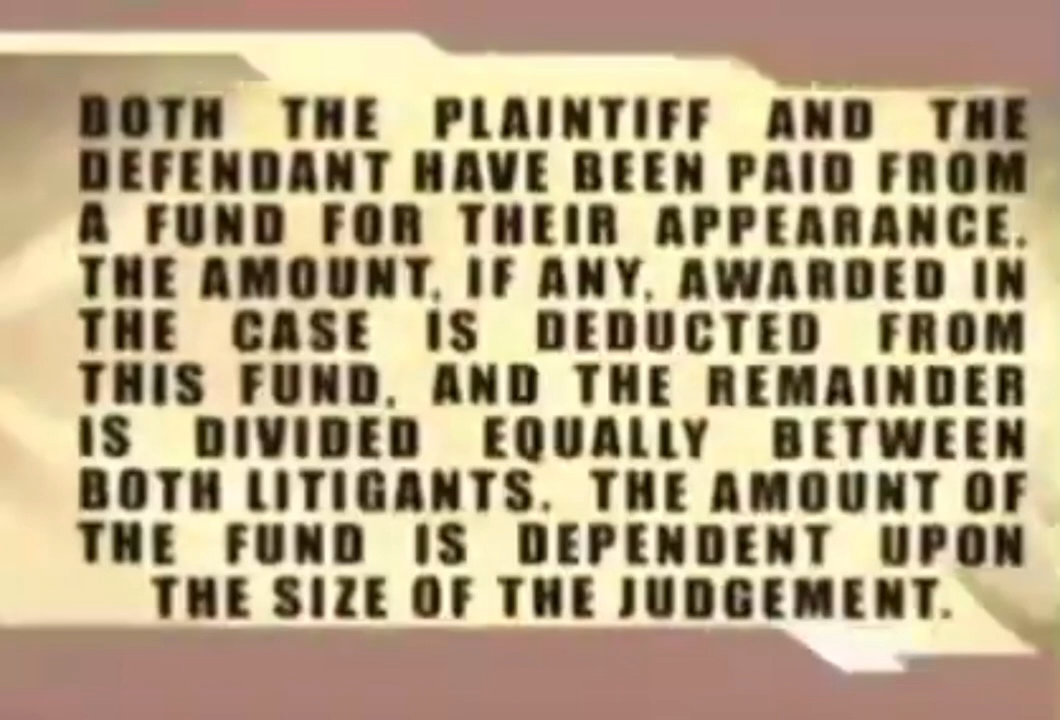 BOTH THE PLAINTIFF AND THE
DEFENDANT HAVE BEEN PAID FROM
A FUND FOR THEIR APPEARANCE.
THE AMOUNT, IF ANY, AWARDED IN
THE CASE IS DEDUCTED FROM
THIS FUND, AND THE REMAINDER
IS DIVIDED EQUALLY BETWEEN
BOTH LITIGANTS. THE AMOUNT OF
THE FUND IS DEPENDENT UPON
THE SIZE OF THE JUDGEMENT.